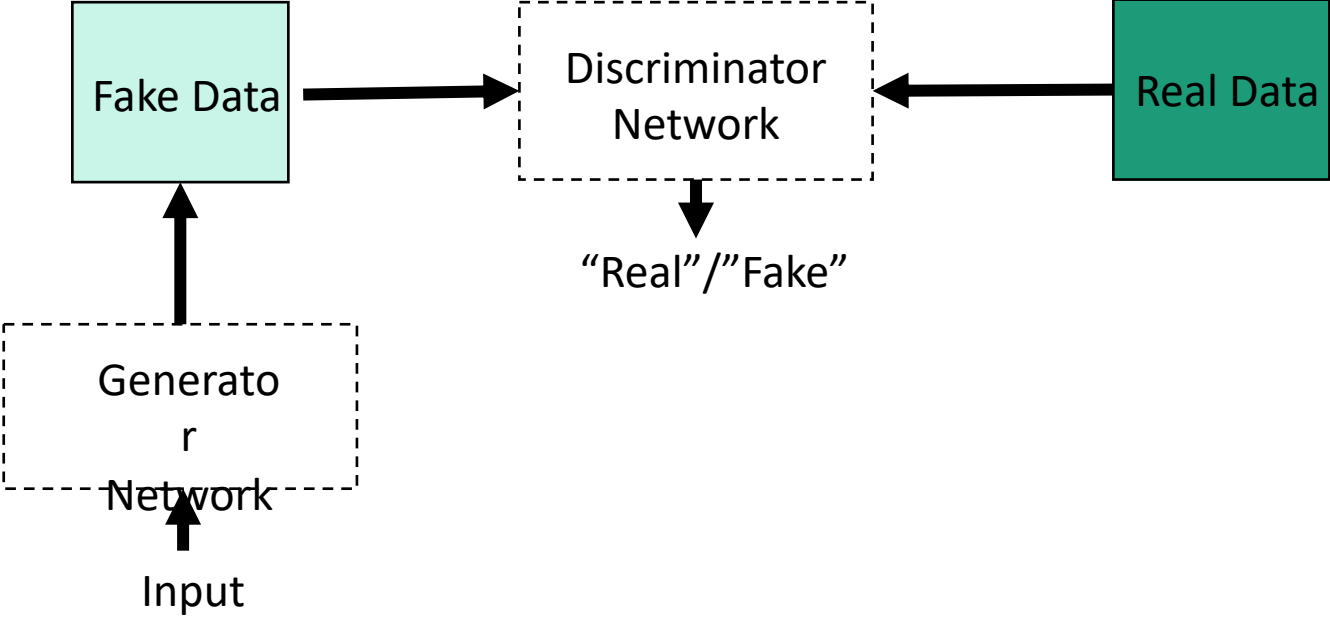 Fake Data
Discriminator
Network
Real Data
“Real”/”Fake”
Generato
r
Network
Input